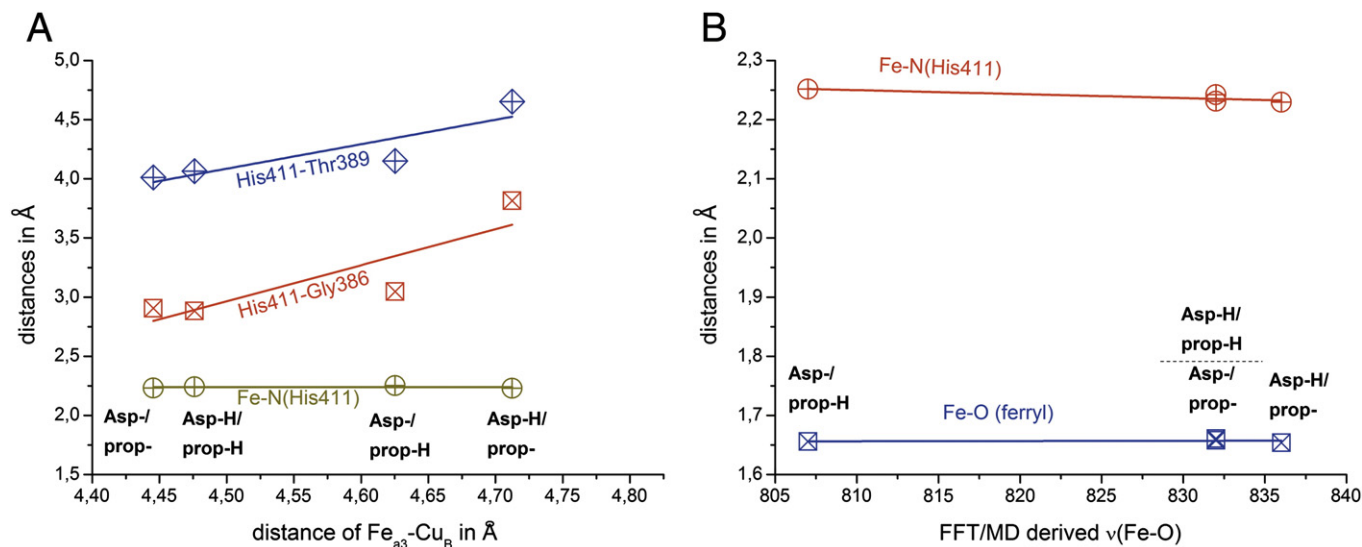 A
5,0
4,5
4,0
3,5
3,0
2,5
2,0
1,5
distances in Å
His411-Thr389
His411-Gly386
Fe-N(His411)
Asp-/
prop-
Asp-H/
prop-H
Asp-/
prop-H
Asp-H/
prop-
4,40 4,45 4,50 4,55 4,60 4,65 4,70 4,75 4,80
distance of Fea3-CuB in Å
B
2,3
2,2
2,1
2,0
1,9
1,8
1,7
1,6
distances in Å
Fe-N(His411)
Asp-/
prop-H
Asp-H/
prop-H
Asp-/
prop-
Asp-H/
prop-
Fe-O (ferryl)
805 810 815 820 825 830 835 840
FFT/MD derived ν(Fe-O)